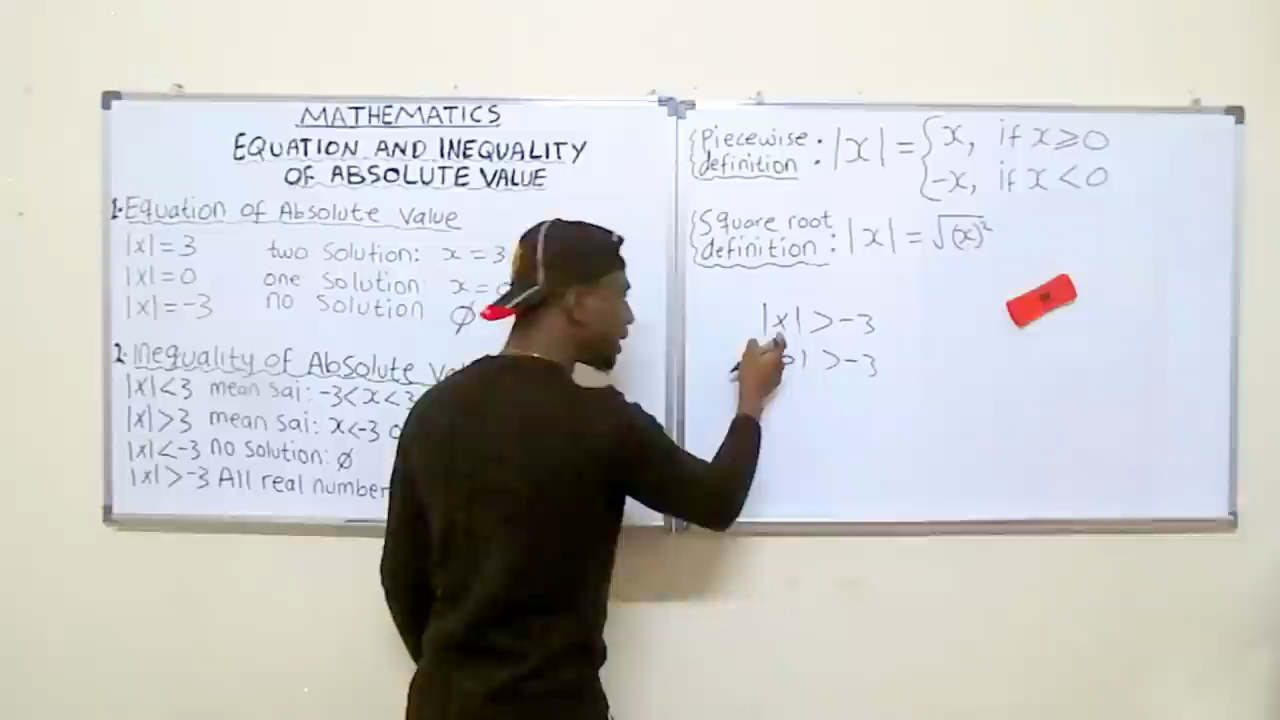 MATHEMATICS
EQUATION AND INEQUALITY
OF ABSOLUTE VALUE
1. Equation of Absolute Value
|x|=3 two solution: x=3
|x|=0 one solution: x=0
|x|=-3 no solution ∅
2. Inequality of Absolute
|x|<3 mean sai: -3<x<3
|x|>3 mean sai: x<-3
|x|<-3 no solution: ∅
|x|>-3 All real number
Piecewise definition: |x| = { x, if x≥0
-x, if x<0
Square root definition: |x| = √(x)²
|x|>-3
0|>-3